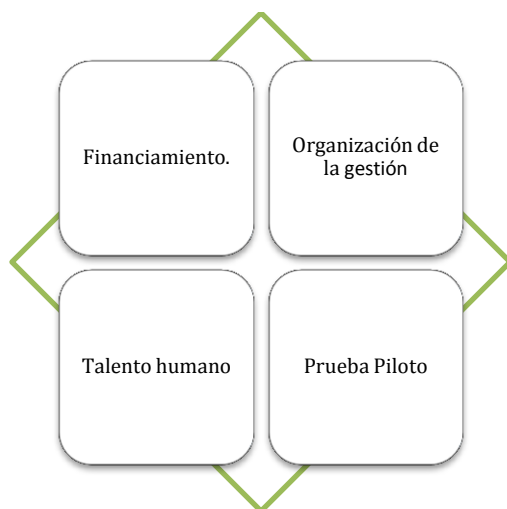 Financiamiento.
Organización de
la gestión
Talento humano
Prueba Piloto